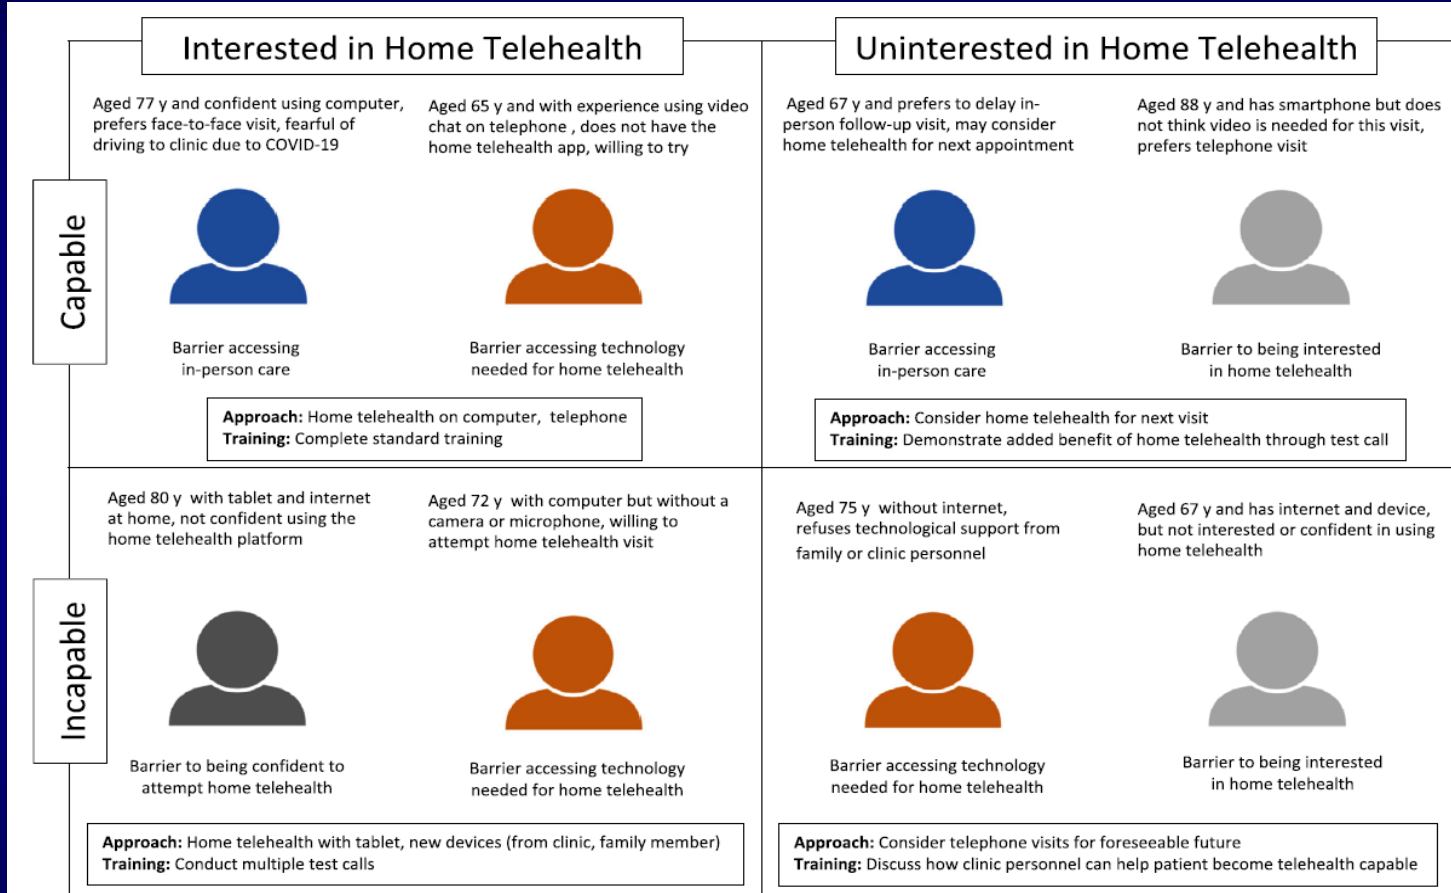 Interested in Home Telehealth
Uninterested in Home Telehealth
Capable
Aged 77 y and confident using computer,
prefers face-to-face visit, fearful of
driving to clinic due to COVID-19
Barrier accessing
in-person care
Aged 65 y and with experience using video
chat on telephone , does not have the
home telehealth app, willing to try
Barrier accessing technology
needed for home telehealth
Approach: Home telehealth on computer, telephone
Training: Complete standard training
Aged 67 y and prefers to delay in-
person follow-up visit, may consider
home telehealth for next appointment
Barrier accessing
in-person care
Aged 88 y and has smartphone but does
not think video is needed for this visit,
prefers telephone visit
Barrier to being interested
in home telehealth
Approach: Consider home telehealth for next visit
Training: Demonstrate added benefit of home telehealth through test call
Incapable
Aged 80 y with tablet and internet
at home, not confident using the
home telehealth platform
Barrier to being confident to
attempt home telehealth
Aged 72 y with computer but without a
camera or microphone, willing to
attempt home telehealth visit
Barrier accessing technology
needed for home telehealth
Approach: Home telehealth with tablet, new devices (from clinic, family member)
Training: Conduct multiple test calls
Aged 75 y without internet,
refuses technological support from
family or clinic personnel
Barrier accessing technology
needed for home telehealth
Aged 67 y and has internet and device,
but not interested or confident in using
home telehealth
Barrier to being interested
in home telehealth
Approach: Consider telephone visits for foreseeable future
Training: Discuss how clinic personnel can help patient become telehealth capable